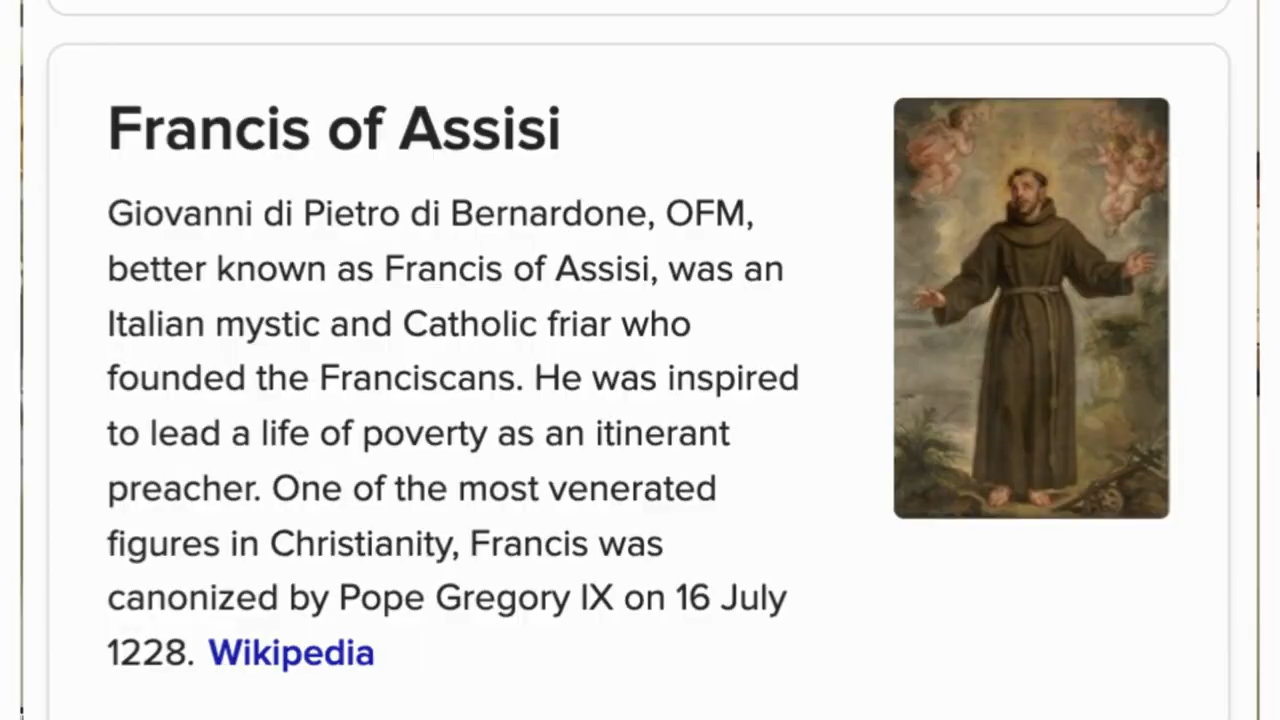 Francis of Assisi
Giovanni di Pietro di Bernardone, OFM,
better known as Francis of Assisi, was an
Italian mystic and Catholic friar who
founded the Franciscans. He was inspired
to lead a life of poverty as an itinerant
preacher. One of the most venerated
figures in Christianity, Francis was
canonized by Pope Gregory IX on 16 July
1228. Wikipedia